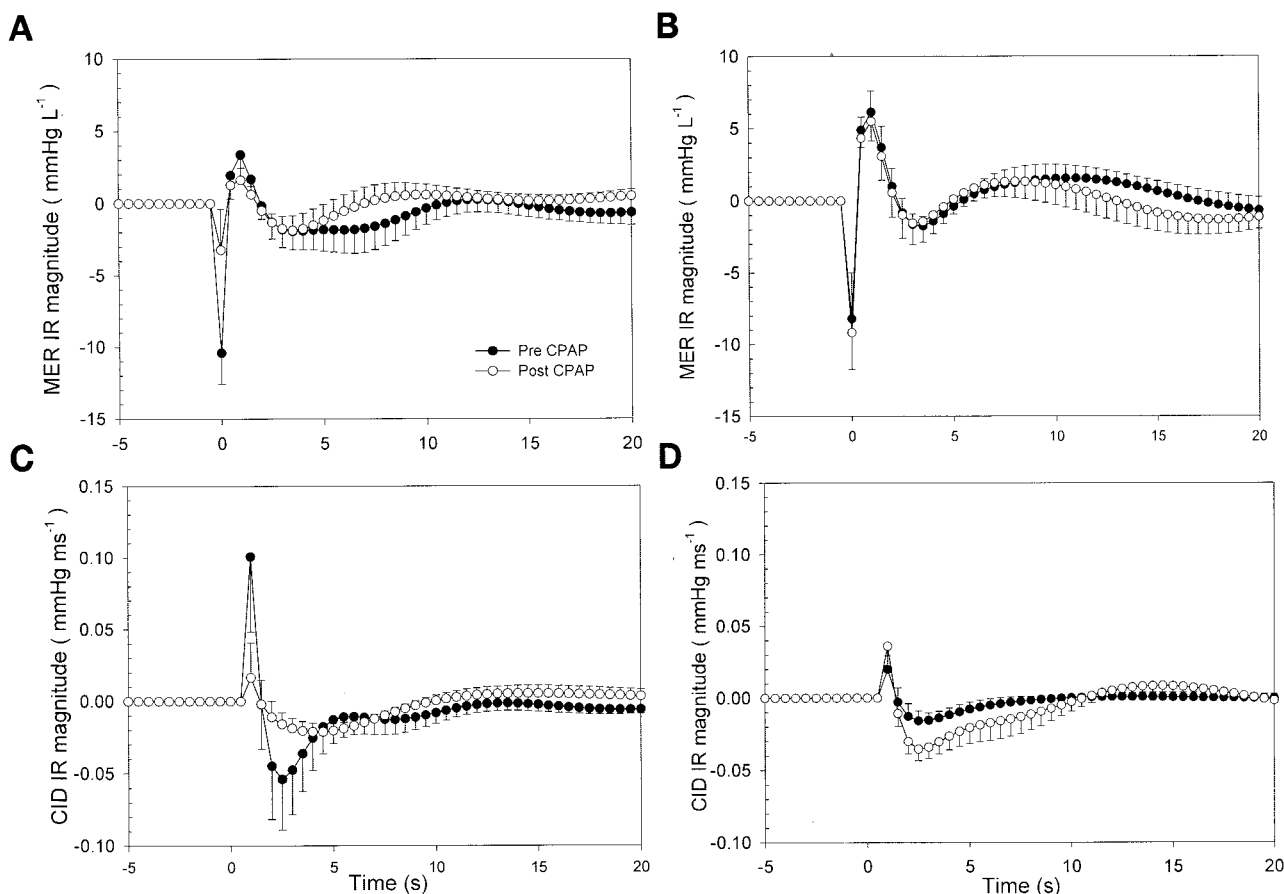 A
MER IR magnitude ( mmHg L-1 )
10
5
0
-5
-10
-15
Pre CPAP
Post CPAP
-5 0 5 10 15 20
B
MER IR magnitude ( mmHg L-1 )
10
5
0
-5
-10
-15
-5 0 5 10 15 20
C
CID IR magnitude ( mmHg ms-1 )
0.15
0.10
0.05
0.00
-0.05
-0.10
-5 0 5 10 15 20
Time (s)
D
CID IR magnitude ( mmHg ms-1 )
0.15
0.10
0.05
0.00
-0.05
-0.10
-5 0 5 10 15 20
Time (s)